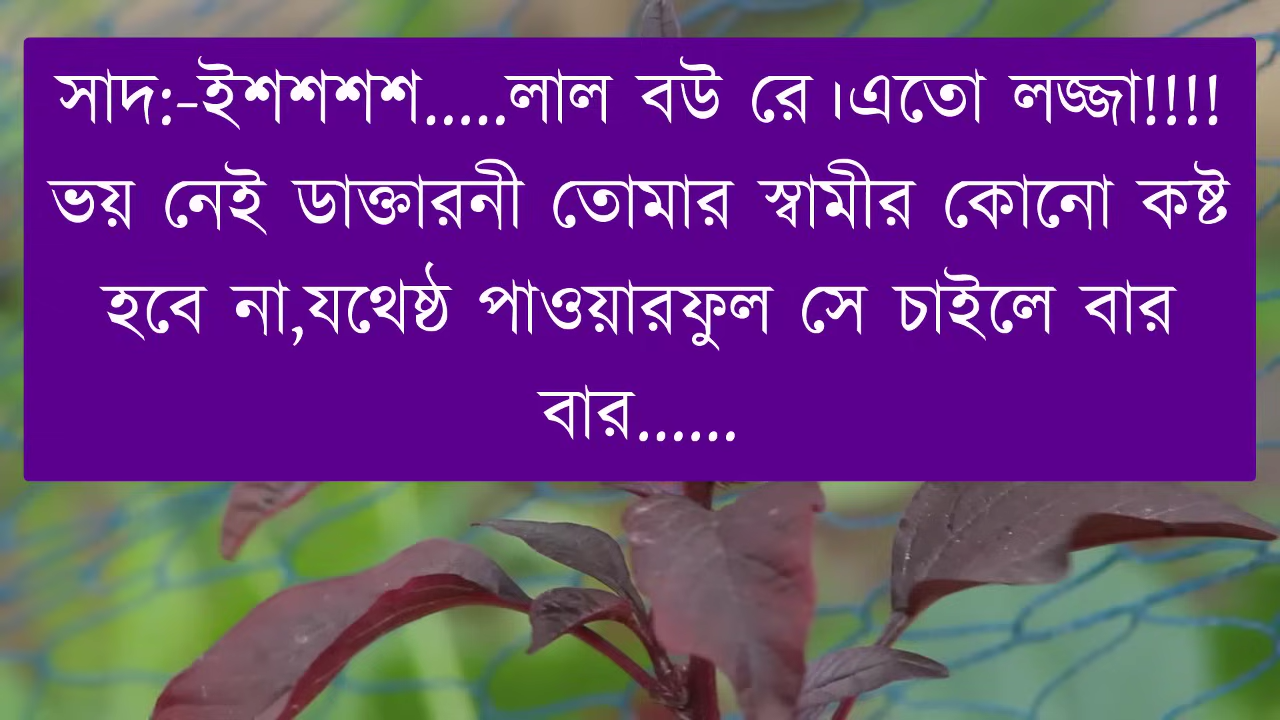 সাদ:-ইশশশশ.....লাল বউ রে।এতো লজ্জা!!!!
ভয় নেই ডাক্তারনী তোমার স্বামীর কোনো কষ্ট
হবে না,যথেষ্ঠ পাওয়ারফুল সে চাইলে বার
বার......